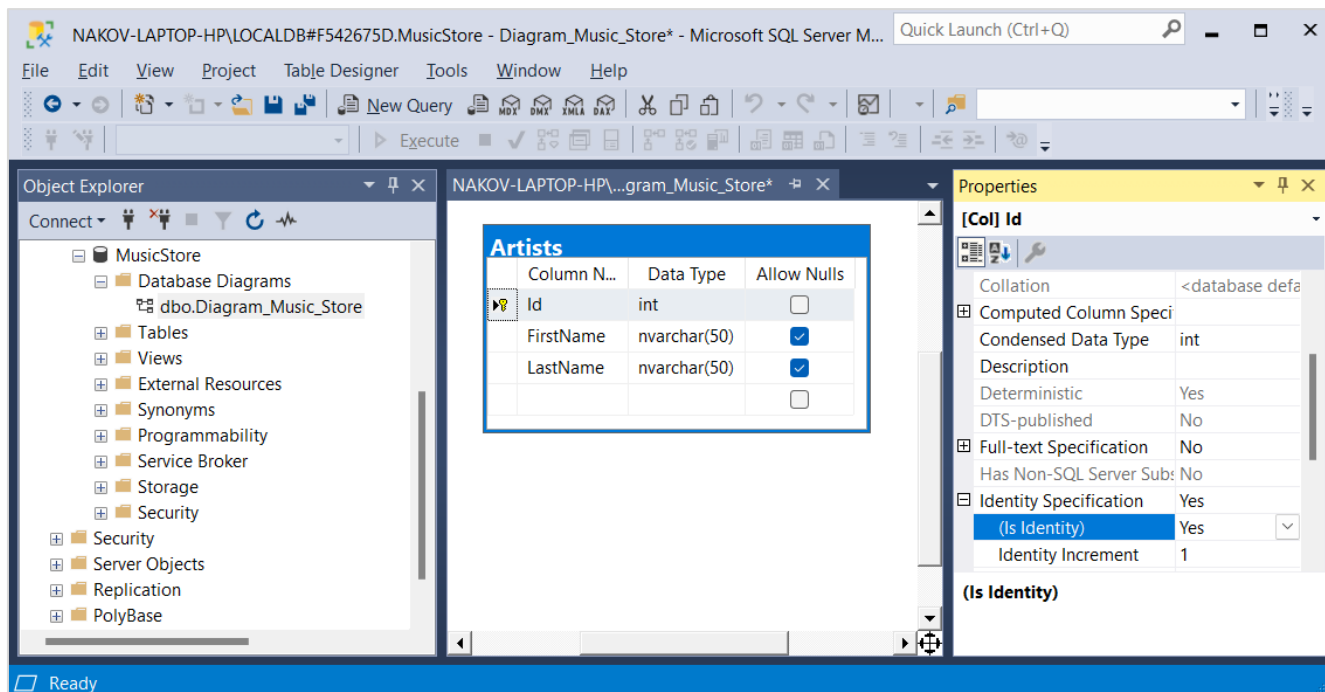 NAKOV-LAPTOP-HP\LOCALDB#F542675D.MusicStore - Diagram_Music_Store* - Microsoft SQL Server M...
Quick Launch (Ctrl+Q)
File Edit View Project Table Designer Tools Window Help
New Query MDX DMX XMLA DAX
Execute
Object Explorer
Connect
MusicStore
Database Diagrams
dbo.Diagram_Music_Store
Tables
Views
External Resources
Synonyms
Programmability
Service Broker
Storage
Security
Security
Server Objects
Replication
PolyBase
NAKOV-LAPTOP-HP\...gram_Music_Store*
Artists
Column N... Data Type Allow Nulls
Id int
FirstName nvarchar(50)
LastName nvarchar(50)
Properties
[Col] Id
Collation <database defa
Computed Column Speci
Condensed Data Type int
Description
Deterministic Yes
DTS-published No
Full-text Specification No
Has Non-SQL Server Subs No
Identity Specification Yes
(Is Identity) Yes
Identity Increment 1
(Is Identity)
Ready